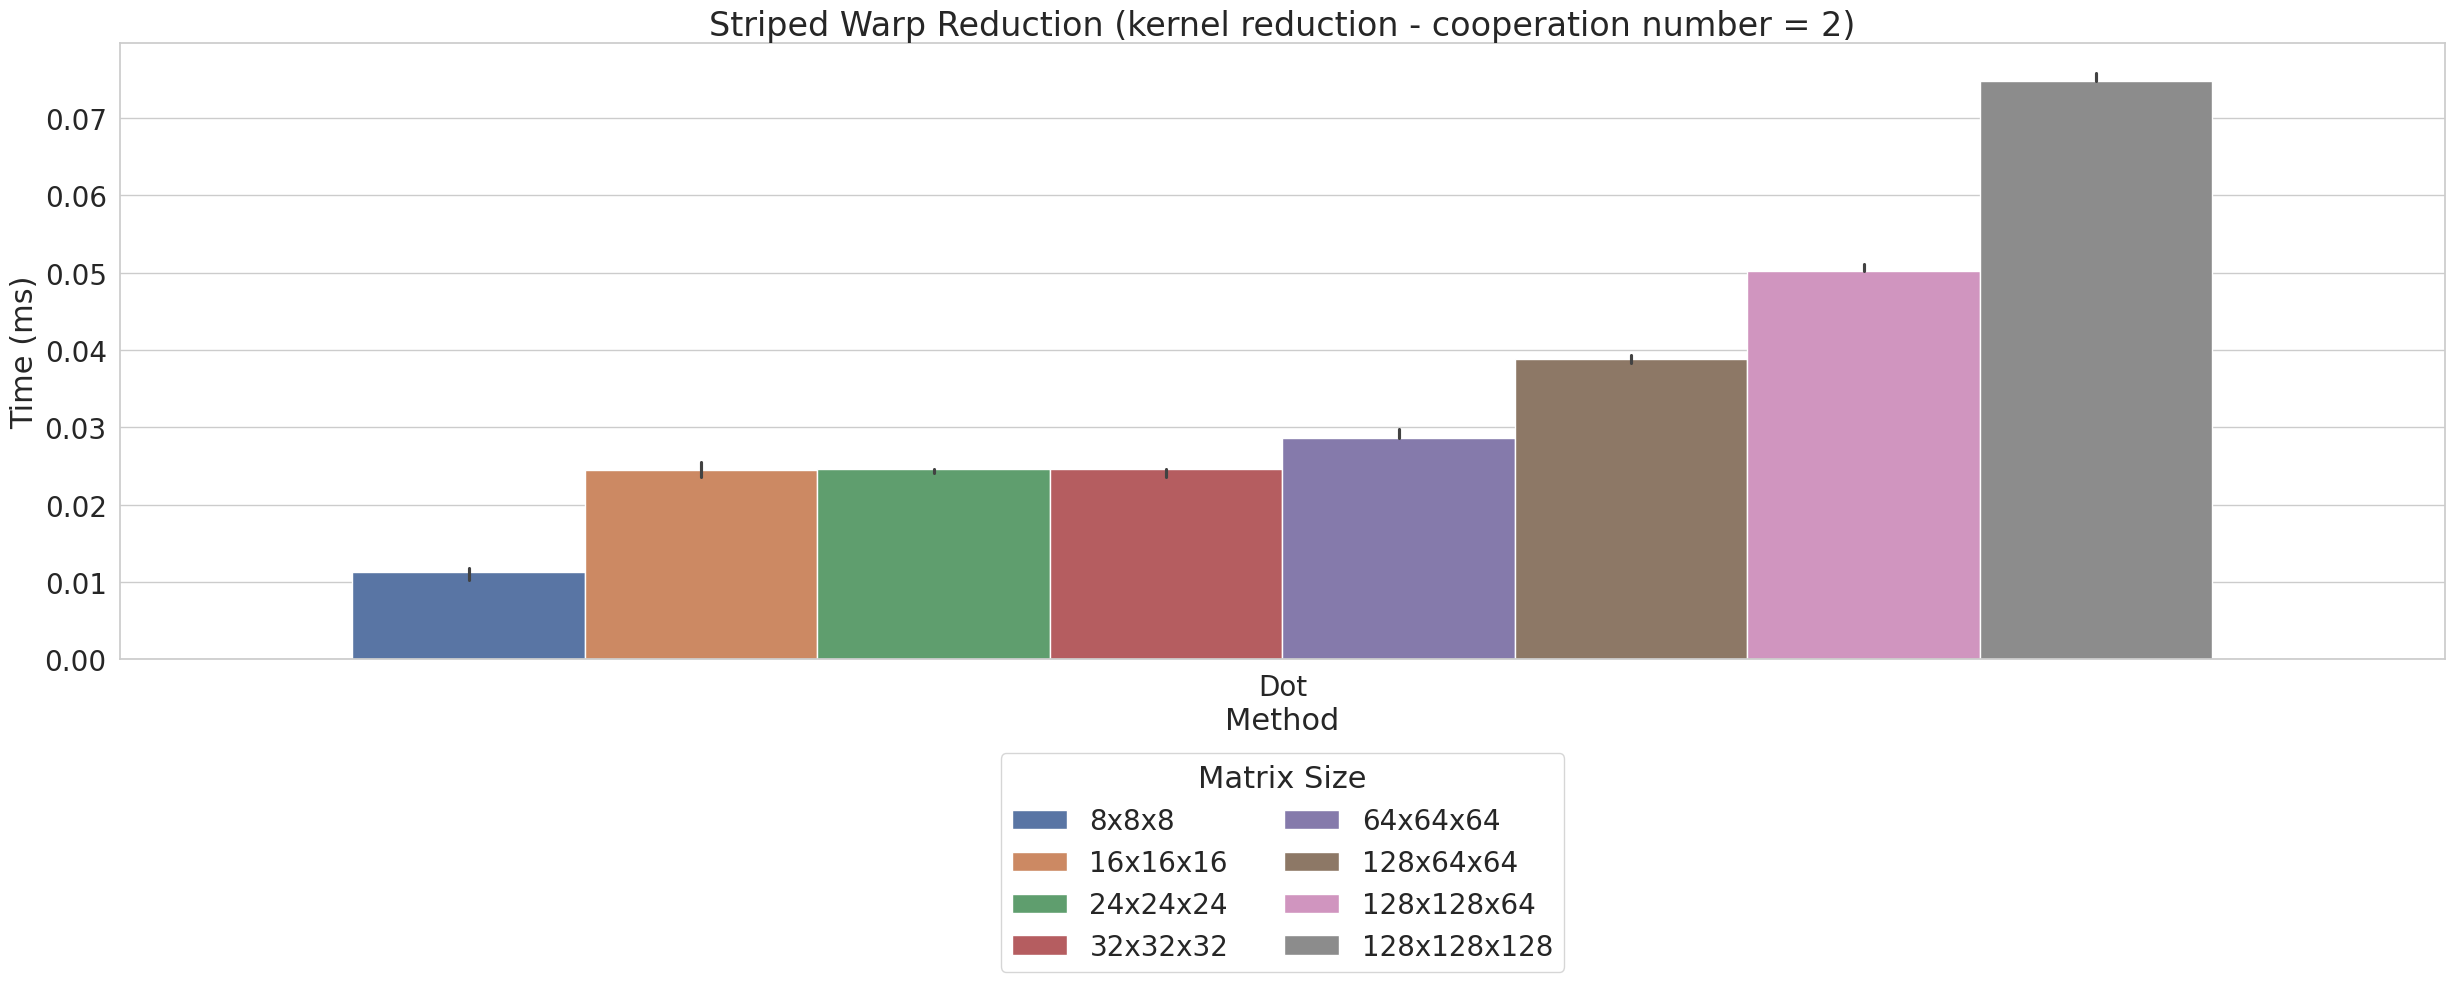 Striped Warp Reduction (kernel reduction - cooperation number = 2)
Time (ms)
0.07
0.06
0.05
0.04
0.03
0.02
0.01
0.00
Dot
Method
Matrix Size
8x8x8
16x16x16
24x24x24
32x32x32
64x64x64
128x64x64
128x128x64
128x128x128